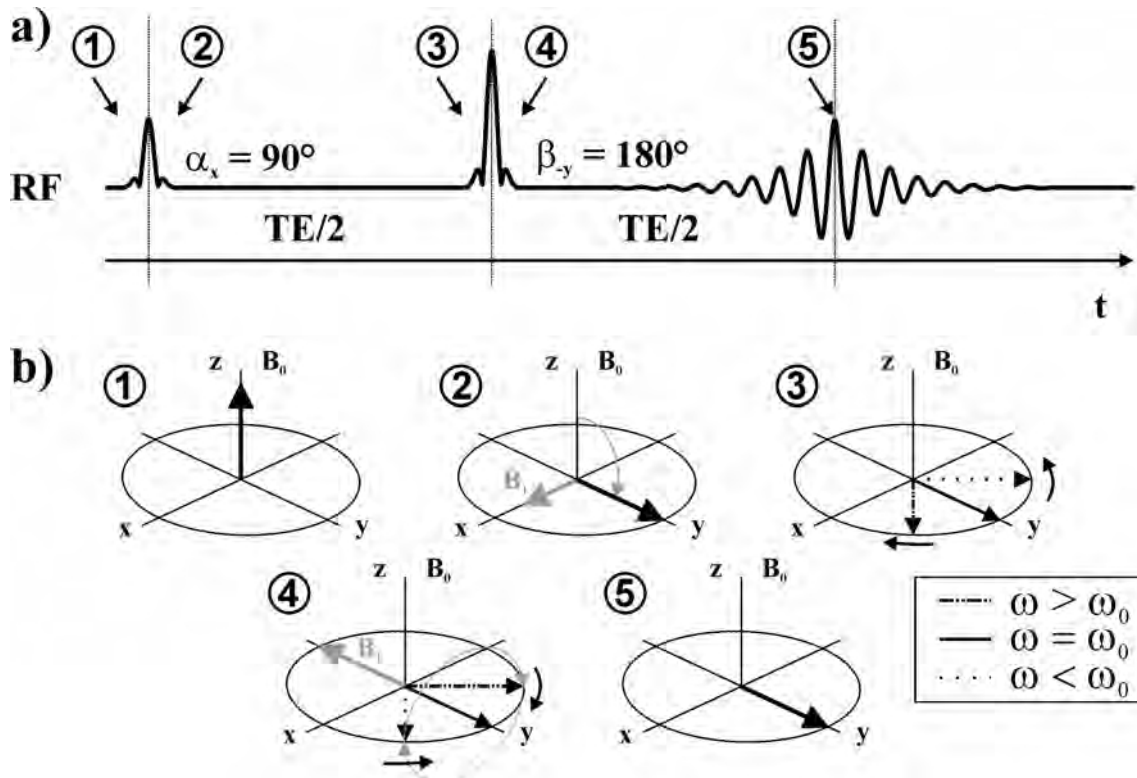 a)
1 2 3 4 5
αₓ = 90° β₋y = 180°
RF
TE/2 TE/2
t
b)
1 z B₀ 2 z B₀ 3 z B₀
B₁
x y x y x y
4 z B₀ 5 z B₀
B₁
x y x y
ω > ω₀
ω = ω₀
ω < ω₀